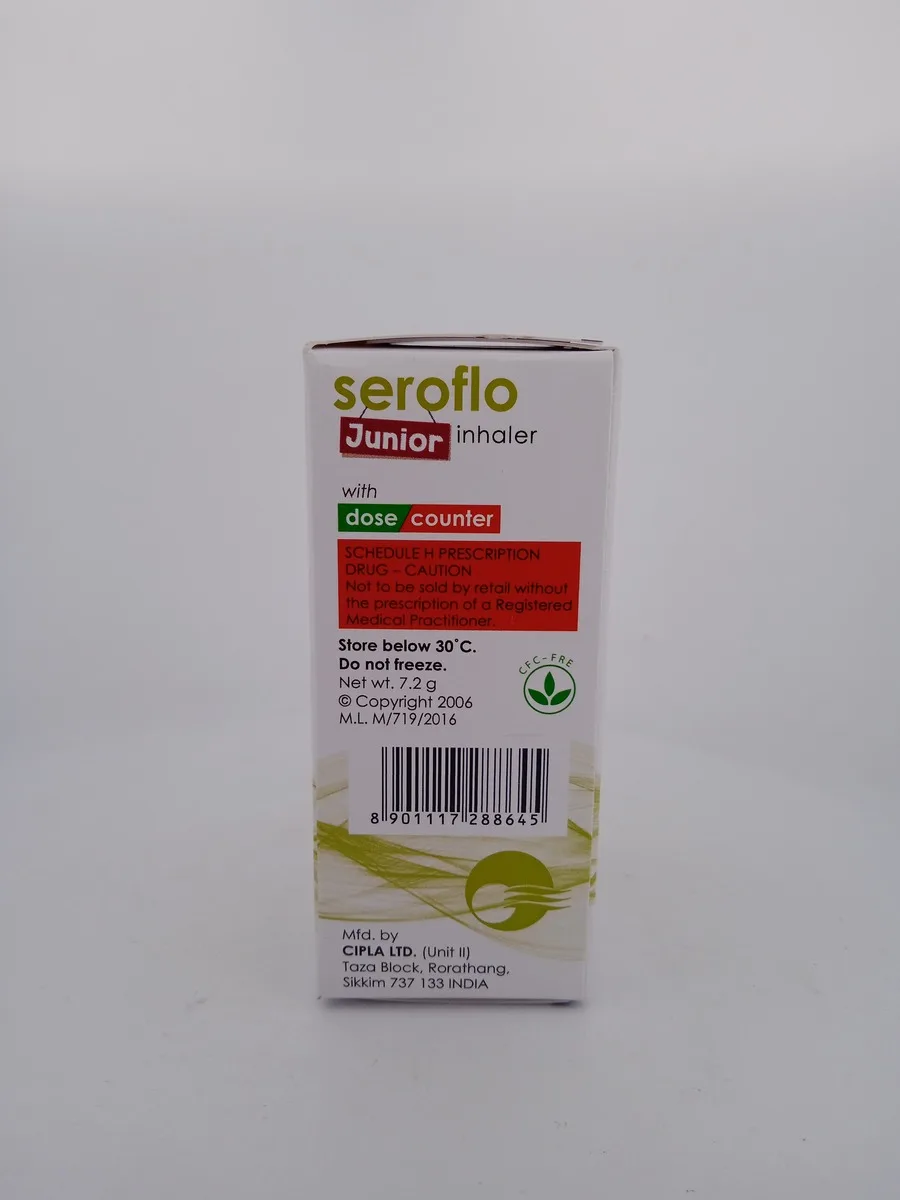 seroflo
Junior inhaler
with
dose counter
SCHEDULE H PRESCRIPTION
DRUG – CAUTION
Not to be sold by retail without
the prescription of a Registered
Medical Practitioner.
Store below 30˚C.
Do not freeze.
Net wt. 7.2 g
© Copyright 2006
M.L. M/719/2016
CFC-FRE
8 901117 288645
Mfd. by
CIPLA LTD. (Unit II)
Taza Block, Rorathang,
Sikkim 737 133 INDIA